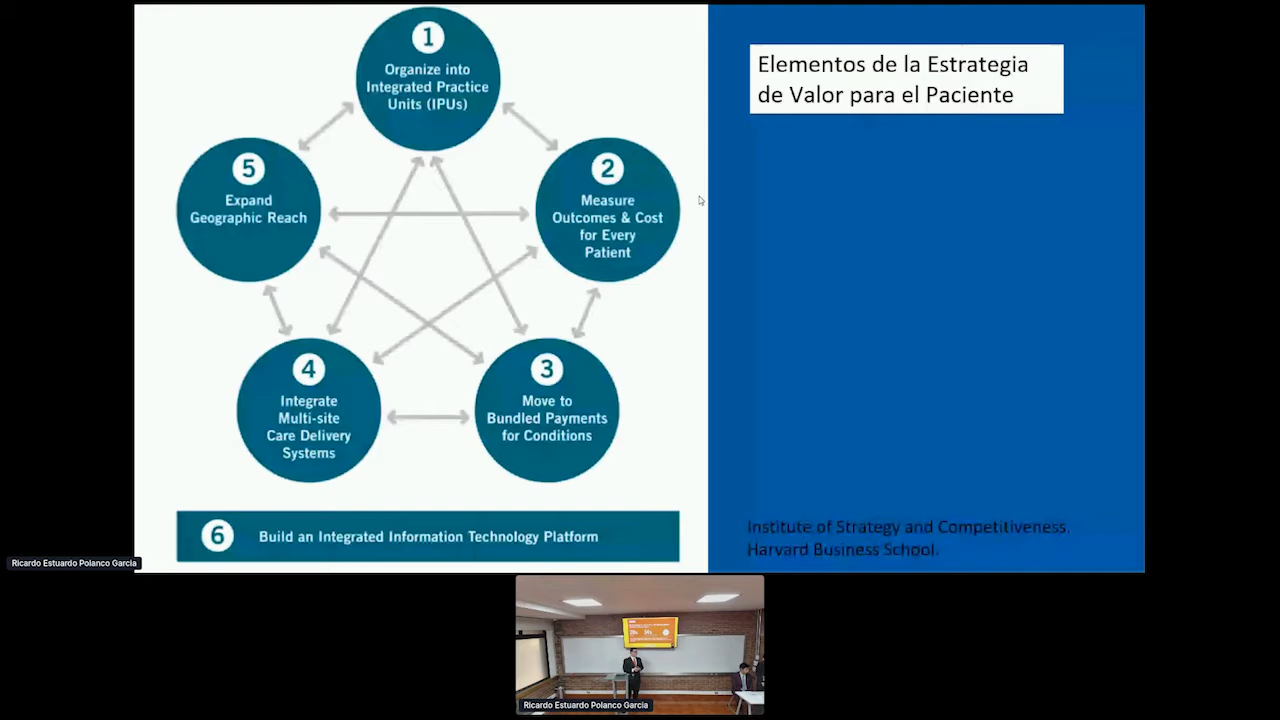 1
Organize into
Integrated Practice
Units (IPUs)
2
Measure
Outcomes & Cost
for Every
Patient
3
Move to
Bundled Payments
for Conditions
4
Integrate
Multi-site
Care Delivery
Systems
5
Expand
Geographic Reach
6
Build an Integrated Information Technology Platform
Elementos de la Estrategia
de Valor para el Paciente
Institute of Strategy and Competitiveness.
Harvard Business School.
Ricardo Estuardo Polanco Garcia
Ricardo Estuardo Polanco Garcia